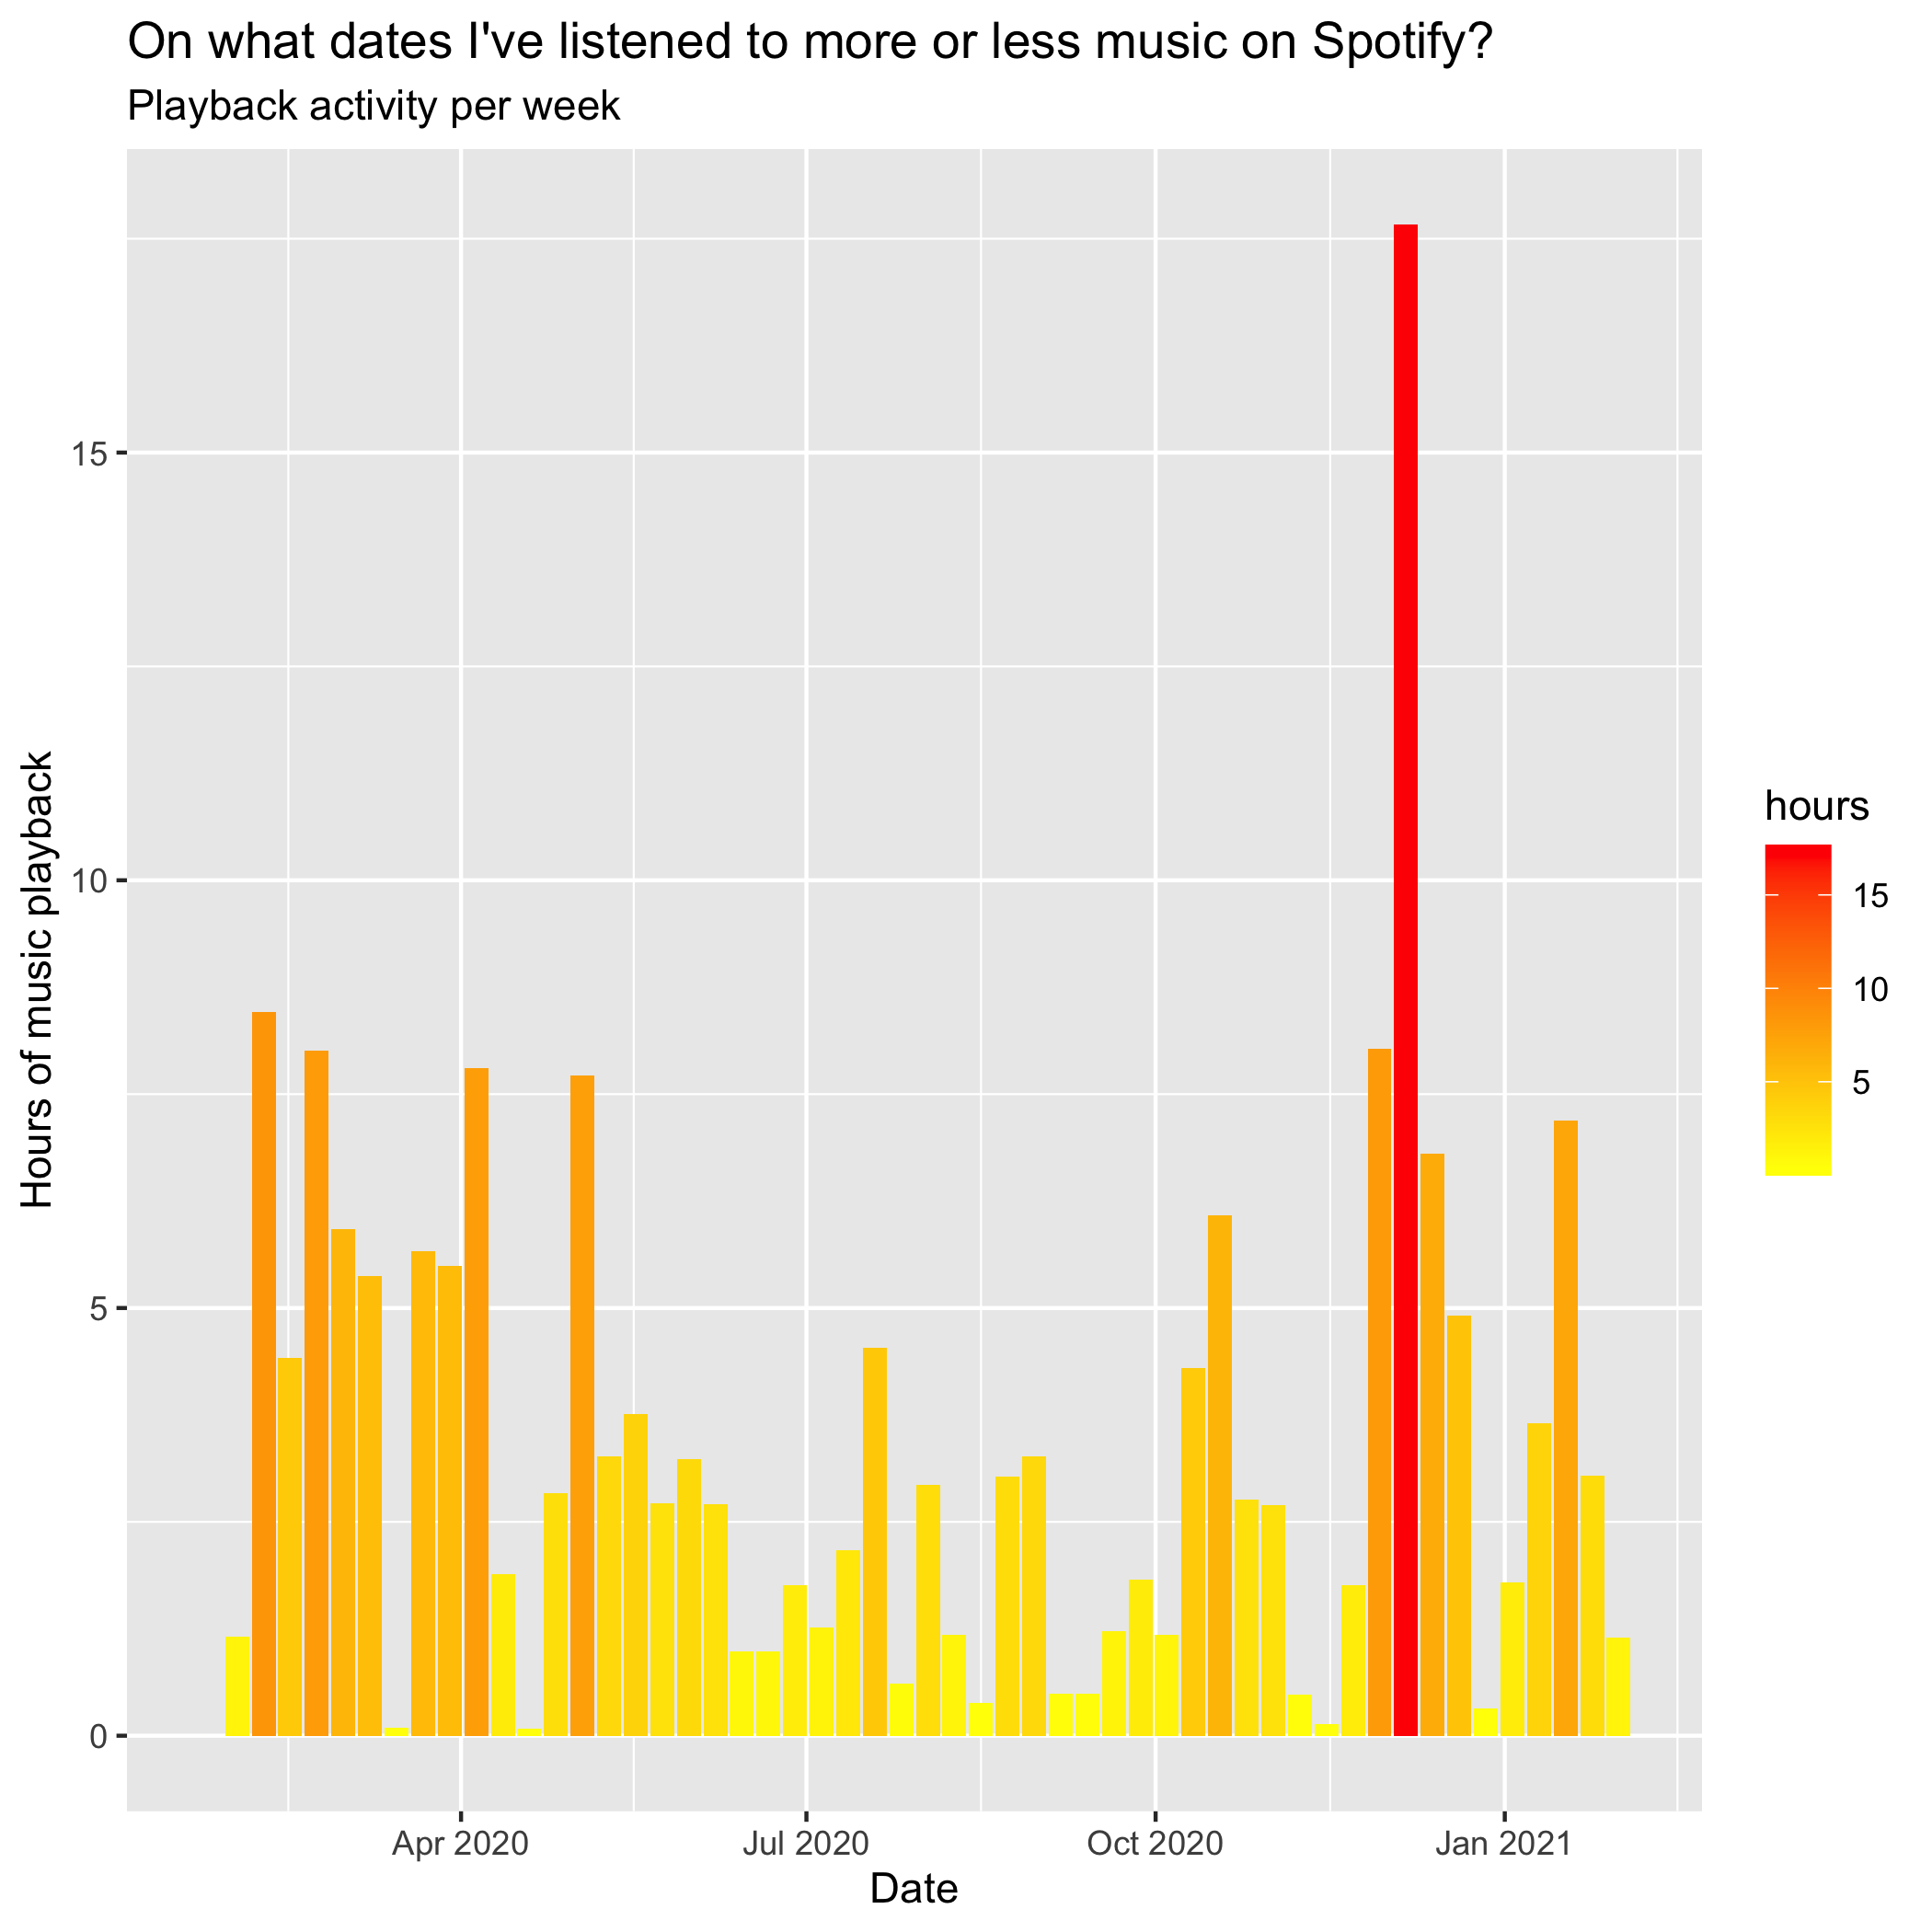 On what dates I've listened to more or less music on Spotify?
Playback activity per week
15
10
5
0
Hours of music playback
Apr 2020
Jul 2020
Oct 2020
Jan 2021
Date
hours
15
10
5